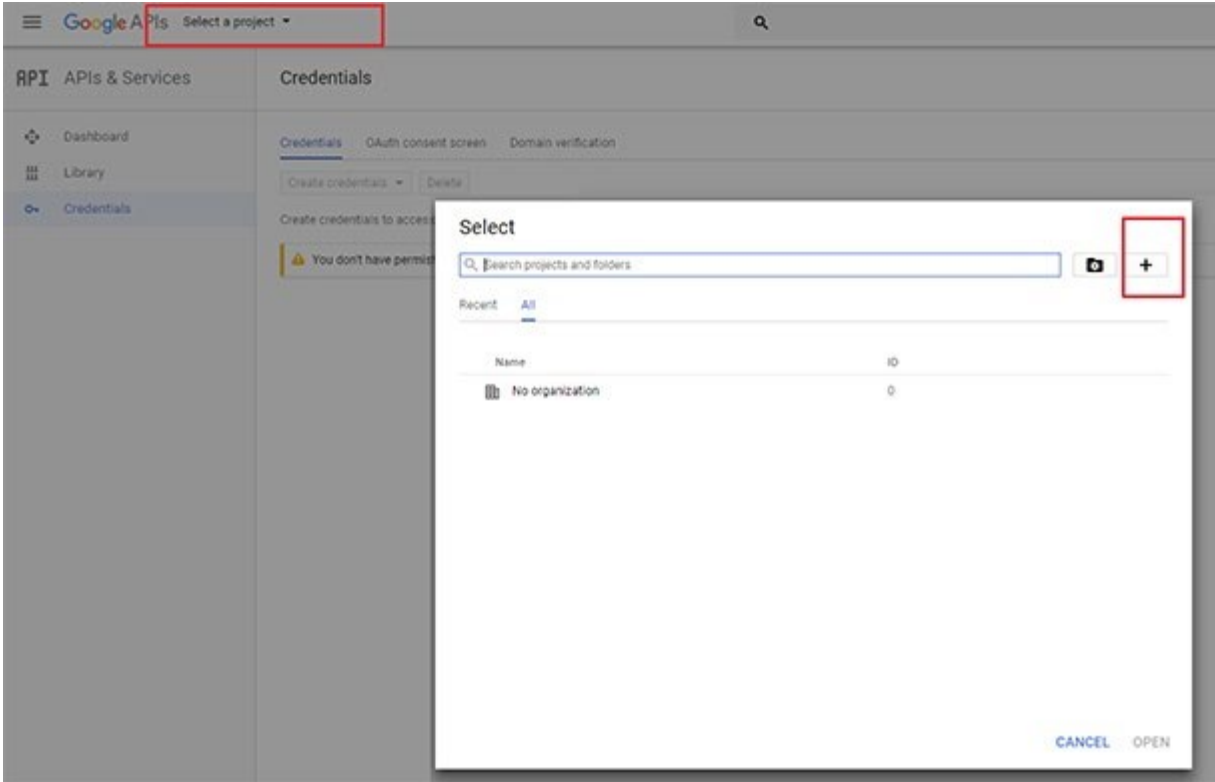 Google APIs Select a project
API APIs & Services
Credentials
Dashboard
Library
Credentials
Credentials OAuth consent screen Domain verification
Create credentials Delete
Create credentials to access
You don't have permis
Select
Search projects and folders
Recent All
Name ID
No organization 0
CANCEL OPEN